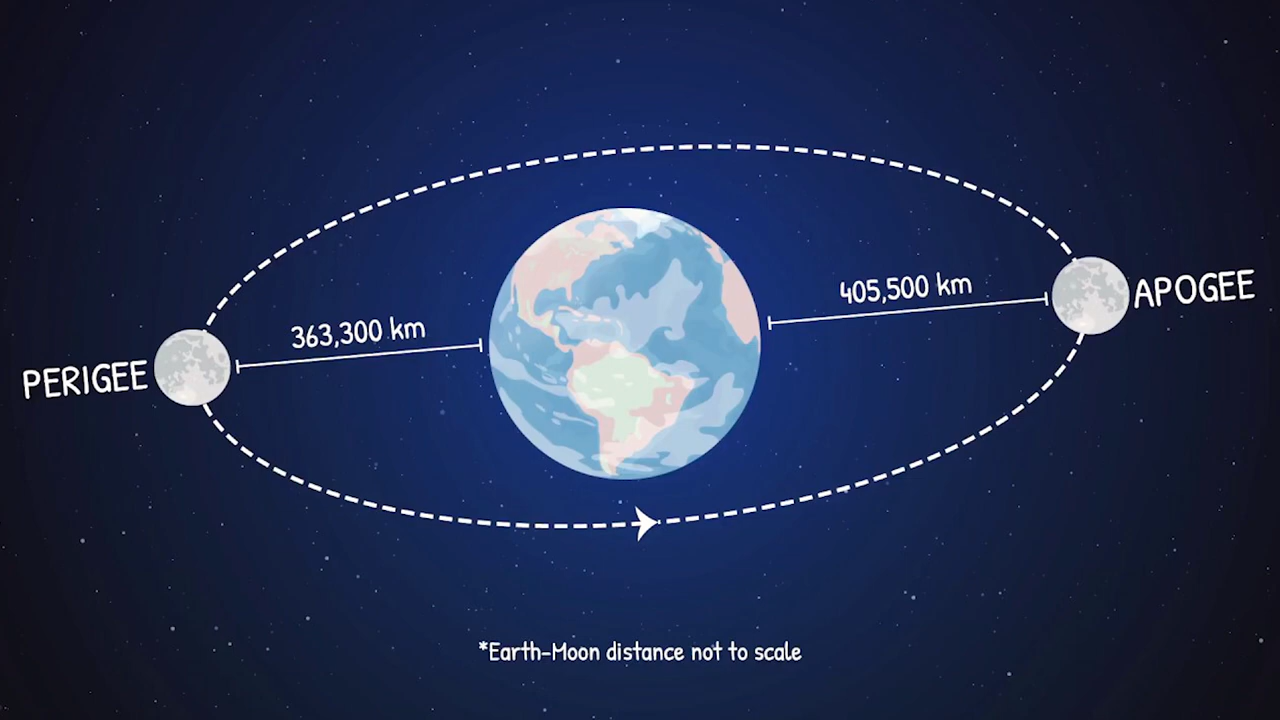 405,500 km
APOGEE
363,300 km
PERIGEE
*Earth-Moon distance not to scale